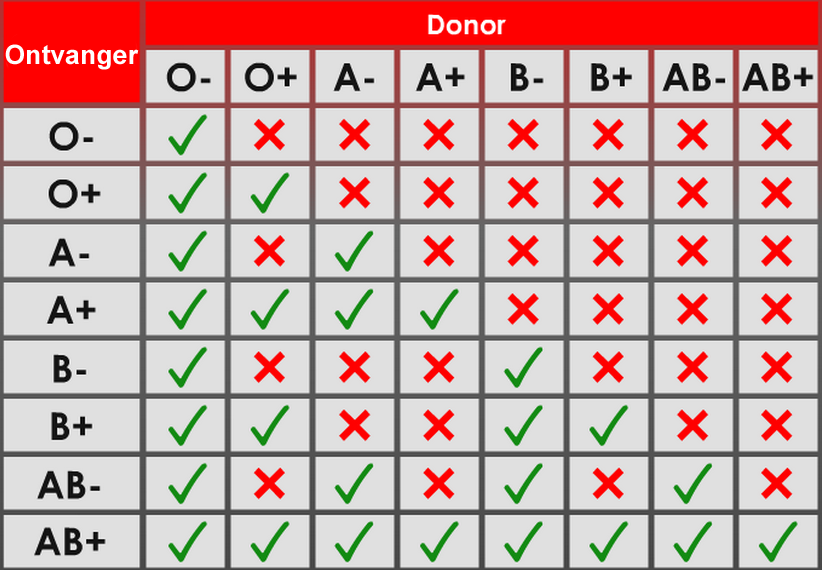 Donor
Ontvanger
O- O+ A- A+ B- B+ AB- AB+
O-
O+
A-
A+
B-
B+
AB-
AB+